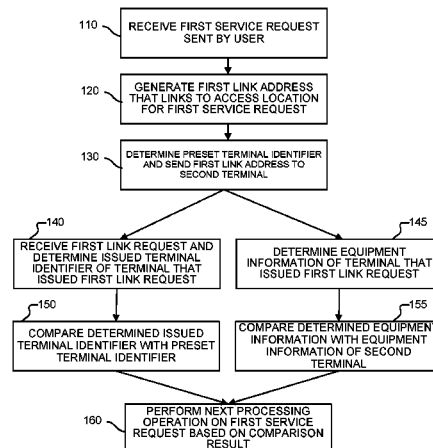 110
RECEIVE FIRST SERVICE REQUEST
SENT BY USER
120
GENERATE FIRST LINK ADDRESS
THAT LINKS TO ACCESS LOCATION
FOR FIRST SERVICE REQUEST
130
DETERMINE PRESET TERMINAL IDENTIFIER
AND SEND FIRST LINK ADDRESS TO
SECOND TERMINAL
140
RECEIVE FIRST LINK REQUEST AND
DETERMINE ISSUED TERMINAL
IDENTIFIER OF TERMINAL THAT
ISSUED FIRST LINK REQUEST
145
DETERMINE EQUIPMENT
INFORMATION OF TERMINAL THAT
ISSUED FIRST LINK REQUEST
150
COMPARE DETERMINED ISSUED
TERMINAL IDENTIFIER WITH PRESET
TERMINAL IDENTIFIER
155
COMPARE DETERMINED EQUIPMENT
INFORMATION WITH EQUIPMENT
INFORMATION OF SECOND
TERMINAL
160
PERFORM NEXT PROCESSING
OPERATION ON FIRST SERVICE
REQUEST BASED ON COMPARISON
RESULT